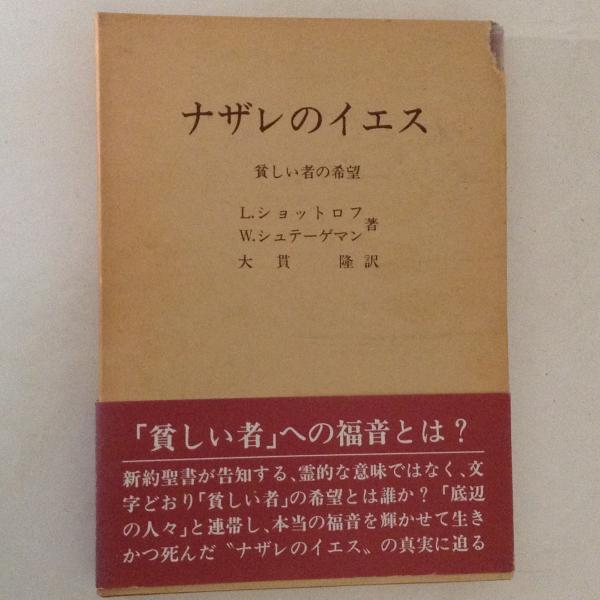 ナザレのイエス
貧しい者の希望
L.ショットロフ
W.シュテーゲマン 著
大貫 隆 訳
「貧しい者」への福音とは?
新約聖書が告知する、霊的な意味ではなく、文
字どおり「貧しい者」の希望とは誰か?「底辺
の人々」と連帯し、本当の福音を輝かせて生き
かつ死んだ〝ナザレのイエス〟の真実に迫る